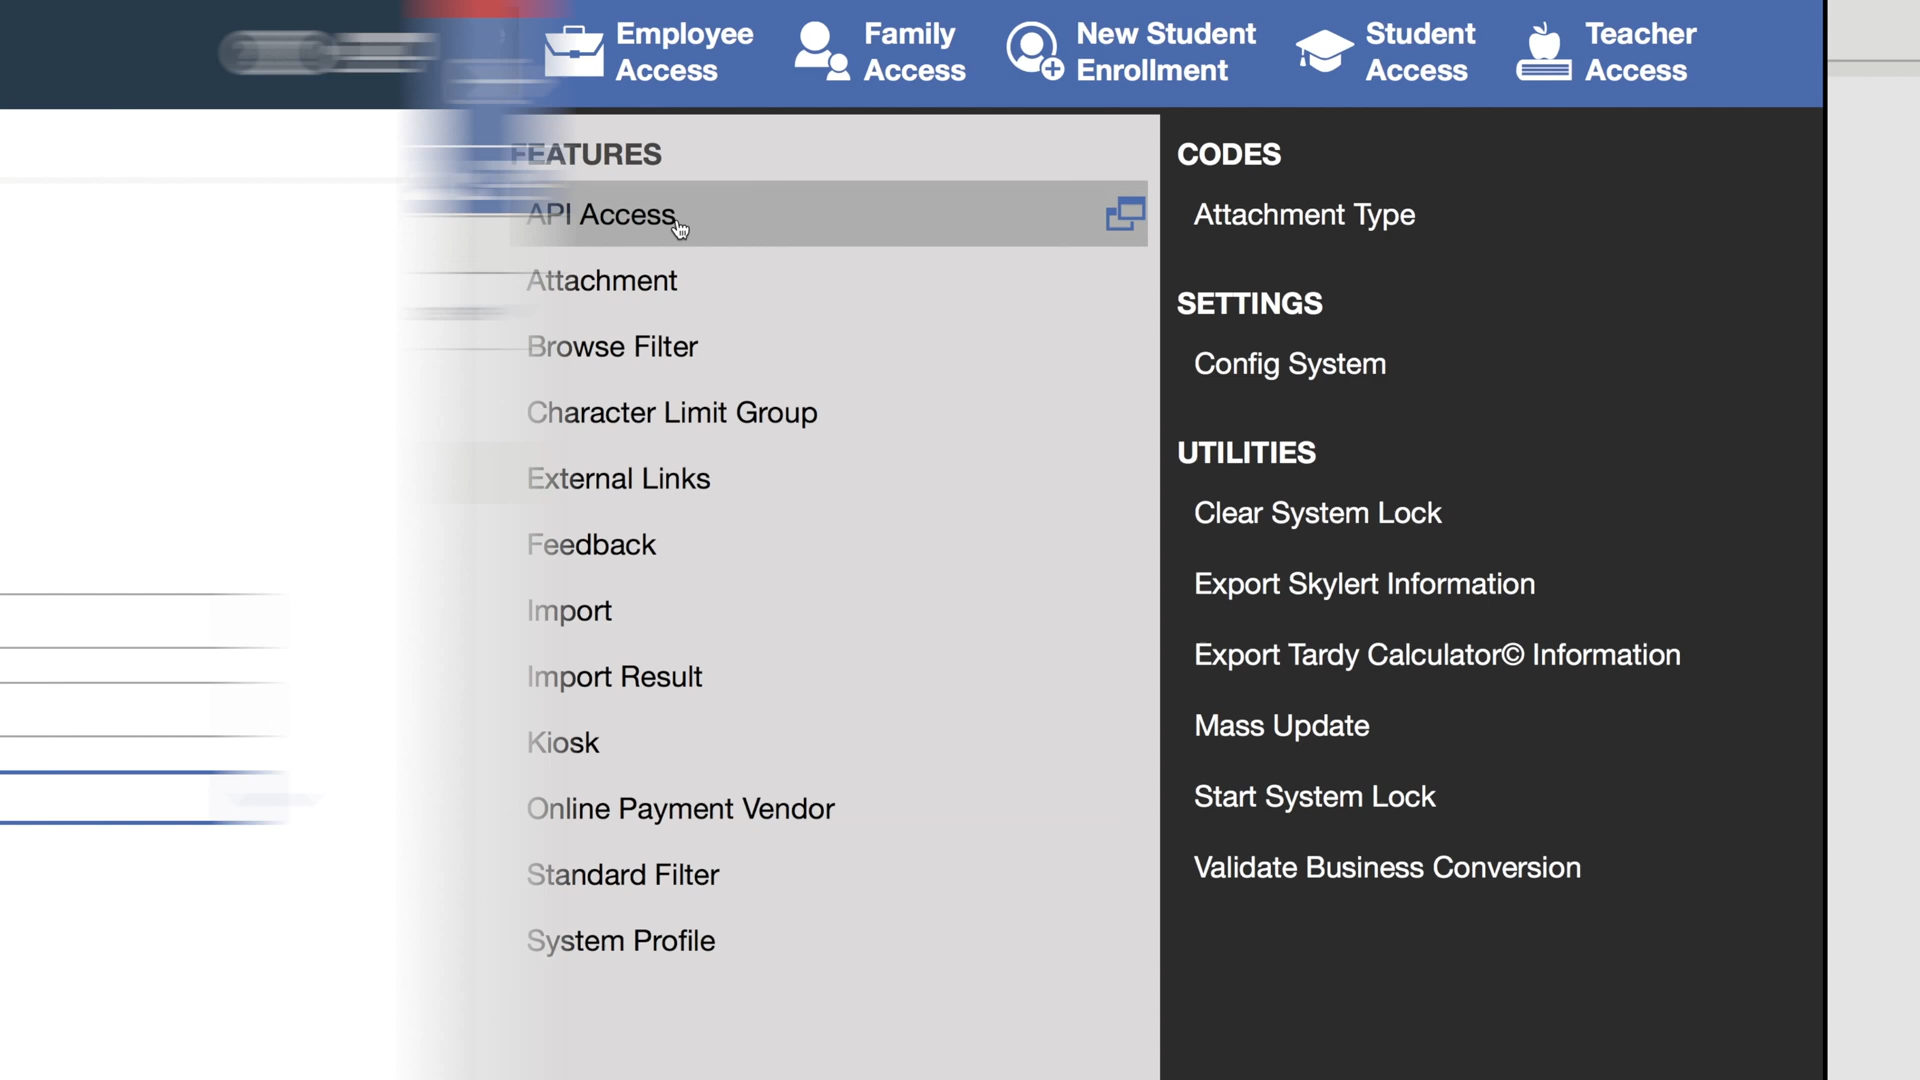 Employee
Access
Family
Access
New Student
Enrollment
Student
Access
Teacher
Access
FEATURES
API Access
Attachment
Browse Filter
Character Limit Group
External Links
Feedback
Import
Import Result
Kiosk
Online Payment Vendor
Standard Filter
System Profile
CODES
Attachment Type
SETTINGS
Config System
UTILITIES
Clear System Lock
Export Skylert Information
Export Tardy Calculator© Information
Mass Update
Start System Lock
Validate Business Conversion